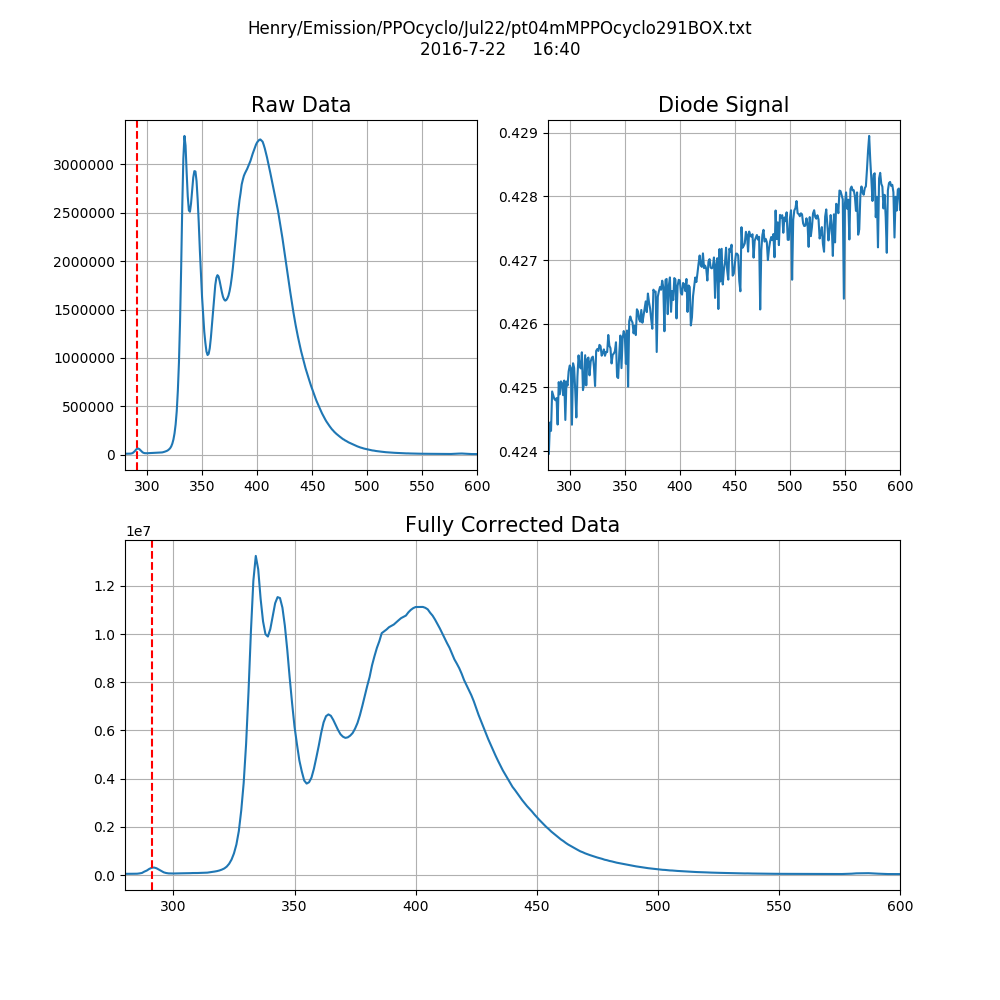 Henry/Emission/PPOcyclo/Jul22/pt04mMPPOcyclo291BOX.txt
2016-7-22 16:40
Raw Data
3000000
2500000
2000000
1500000
1000000
500000
0
300 350 400 450 500 550 600
Diode Signal
0.429
0.428
0.427
0.426
0.425
0.424
300 350 400 450 500 550 600
Fully Corrected Data
1e7
1.2
1.0
0.8
0.6
0.4
0.2
0.0
300 350 400 450 500 550 600